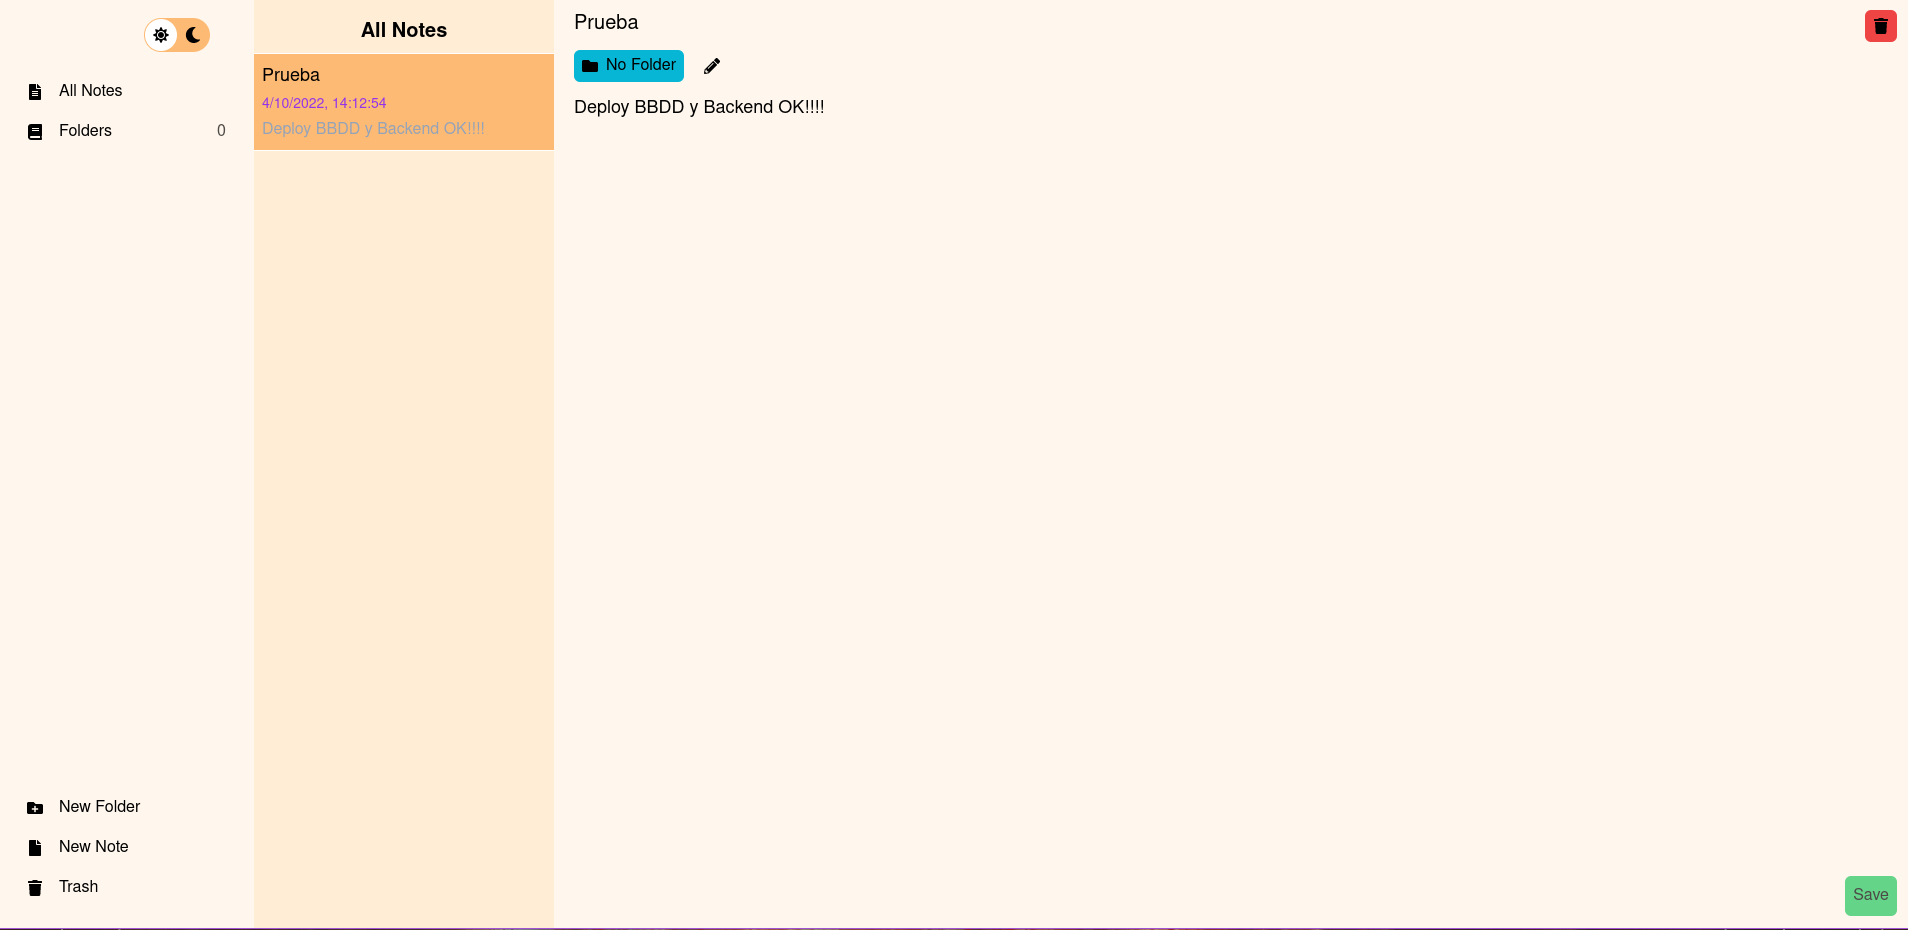 All Notes
Folders 0
New Folder
New Note
Trash
All Notes
Prueba
4/10/2022, 14:12:54
Deploy BBDD y Backend OK!!!!
Prueba
No Folder
Deploy BBDD y Backend OK!!!!
Save